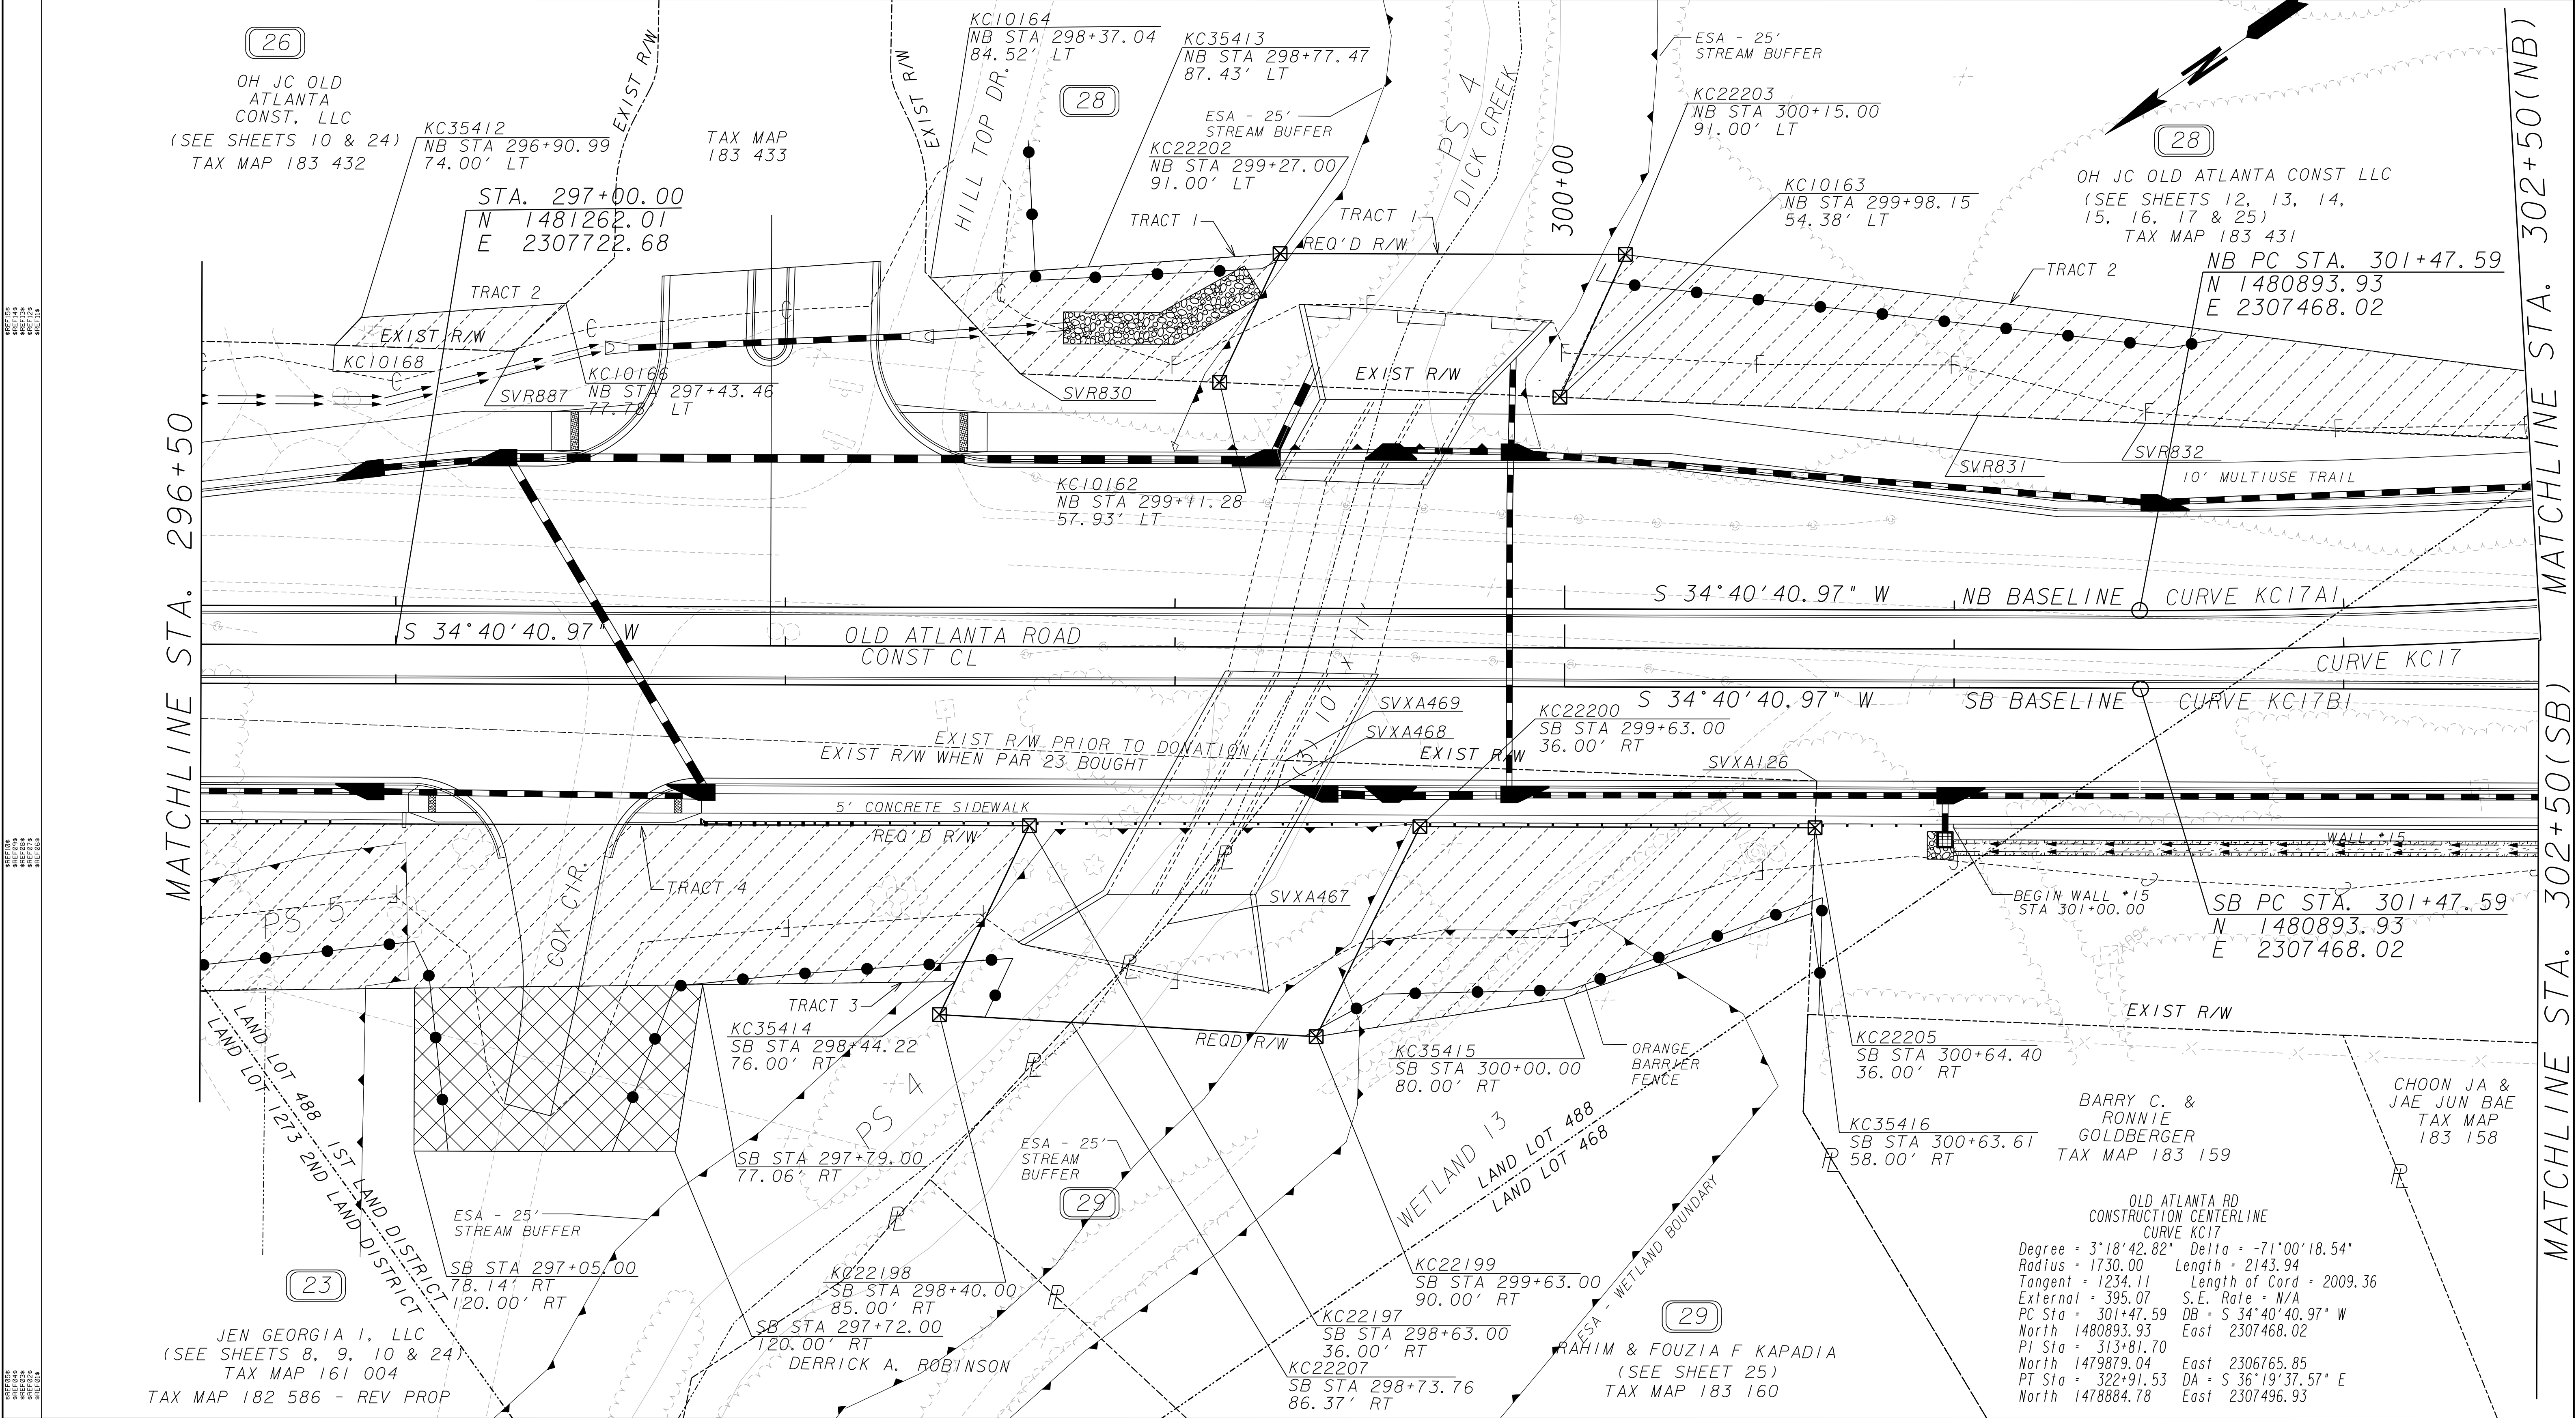 26
OH JC OLD
ATLANTA
CONST, LLC
(SEE SHEETS 10 & 24)
TAX MAP 183 432
KC35412
NB STA 296+90.99
74.00' LT
STA. 297+00.00
N 1481262.01
E 2307722.68
EXIST R/W
TAX MAP
183 433
EXIST R/W
HILL TOP DR.
KC10164
NB STA 298+37.04
84.52' LT
28
KC35413
NB STA 298+77.47
87.43' LT
ESA - 25'
STREAM BUFFER
KC22202
NB STA 299+27.00
91.00' LT
TRACT 1
TRACT 1
REQ'D R/W
PS 4
DICK CREEK
300+00
ESA - 25'
STREAM BUFFER
KC22203
NB STA 300+15.00
91.00' LT
KC10163
NB STA 299+98.15
54.38' LT
N
28
OH JC OLD ATLANTA CONST LLC
(SEE SHEETS 12, 13, 14,
15, 16, 17 & 25)
TAX MAP 183 431
TRACT 2
NB PC STA. 301+47.59
N 1480893.93
E 2307468.02
MATCHLINE STA. 302+50(NB)
TRACT 2
EXIST R/W
KC10168
SVR887
KC10166
NB STA 297+43.46
77.78' LT
C
C
C
C
F
F
F
F
F
F
F
SVR830
EXIST R/W
SVR831
SVR832
10' MULTIUSE TRAIL
KC10162
NB STA 299+11.28
57.93' LT
MATCHLINE STA. 296+50
S 34°40'40.97" W
OLD ATLANTA ROAD
CONST CL
S 34°40'40.97" W
NB BASELINE
CURVE KC17A1
CURVE KC17
S 34°40'40.97" W
SB BASELINE
CURVE KC17B1
(3) 10' X 11'
SVXA469
SVXA468
KC22200
SB STA 299+63.00
36.00' RT
EXIST R/W PRIOR TO DONATION
EXIST R/W WHEN PAR 23 BOUGHT
EXIST R/W
SVXA126
5' CONCRETE SIDEWALK
REQ'D R/W
WALL #15
TRACT 4
PS 5
COX CIR.
SVXA467
BEGIN WALL #15
STA 301+00.00
SB PC STA. 301+47.59
N 1480893.93
E 2307468.02
TRACT 3
KC35414
SB STA 298+44.22
76.00' RT
REQD R/W
KC35415
SB STA 300+00.00
80.00' RT
ORANGE
BARRIER
FENCE
KC22205
SB STA 300+64.40
36.00' RT
EXIST R/W
LAND LOT 488 1ST LAND DISTRICT
LAND LOT 1273 2ND LAND DISTRICT
PS 4
SB STA 297+79.00
77.06' RT
ESA - 25'
STREAM
BUFFER
29
WETLAND 13
LAND LOT 488
LAND LOT 468
KC35416
SB STA 300+63.61
58.00' RT
BARRY C. &
RONNIE
GOLDBERGER
TAX MAP 183 159
CHOON JA &
JAE JUN BAE
TAX MAP
183 158
MATCHLINE STA. 302+50(SB)
ESA - 25'
STREAM BUFFER
SB STA 297+05.00
78.14' RT
120.00' RT
23
JEN GEORGIA 1, LLC
(SEE SHEETS 8, 9, 10 & 24)
TAX MAP 161 004
TAX MAP 182 586 - REV PROP
KC22198
SB STA 298+40.00
85.00' RT
SB STA 297+72.00
120.00' RT
DERRICK A. ROBINSON
KC22199
SB STA 299+63.00
90.00' RT
KC22197
SB STA 298+63.00
36.00' RT
KC22207
SB STA 298+73.76
86.37' RT
ESA - WETLAND BOUNDARY
29
RAHIM & FOUZIA F KAPADIA
(SEE SHEET 25)
TAX MAP 183 160
OLD ATLANTA RD
CONSTRUCTION CENTERLINE
CURVE KC17
Degree = 3°18'42.82" Delta = -71°00'18.54"
Radius = 1730.00 Length = 2143.94
Tangent = 1234.11 Length of Cord = 2009.36
External = 395.07 S.E. Rate = N/A
PC Sta = 301+47.59 DB = S 34°40'40.97" W
North 1480893.93 East 2307468.02
PI Sta = 313+81.70
North 1479879.04 East 2306765.85
PT Sta = 322+91.53 DA = S 36°19'37.57" E
North 1478884.78 East 2307496.93